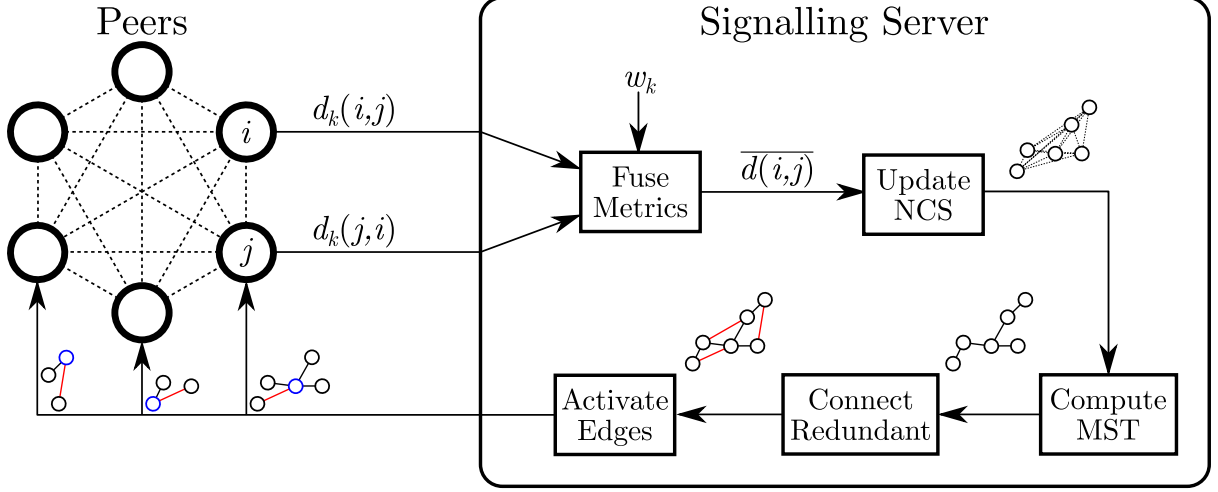 Peers
Signalling Server
w_k
d_k(i,j)
i
Fuse
Metrics
\overline{d(i,j)}
Update
NCS
d_k(j,i)
j
Activate
Edges
Connect
Redundant
Compute
MST